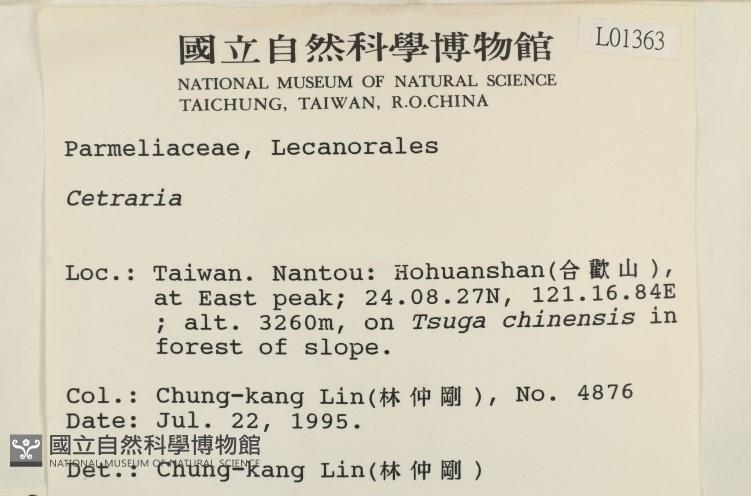 國立自然科學博物館
L01363
NATIONAL MUSEUM OF NATURAL SCIENCE
TAICHUNG, TAIWAN, R.O.CHINA
Parmeliaceae, Lecanorales
Cetraria
Loc.: Taiwan. Nantou: Hohuanshan(合歡山),
at East peak; 24.08.27N, 121.16.84E
; alt. 3260m, on Tsuga chinensis in
forest of slope.
Col.: Chung-kang Lin(林仲剛), No. 4876
Date: Jul. 22, 1995.
國立自然科學博物館
NATIONAL MUSEUM OF NATURAL SCIENCE
Det.: Chung-kang Lin(林仲剛)